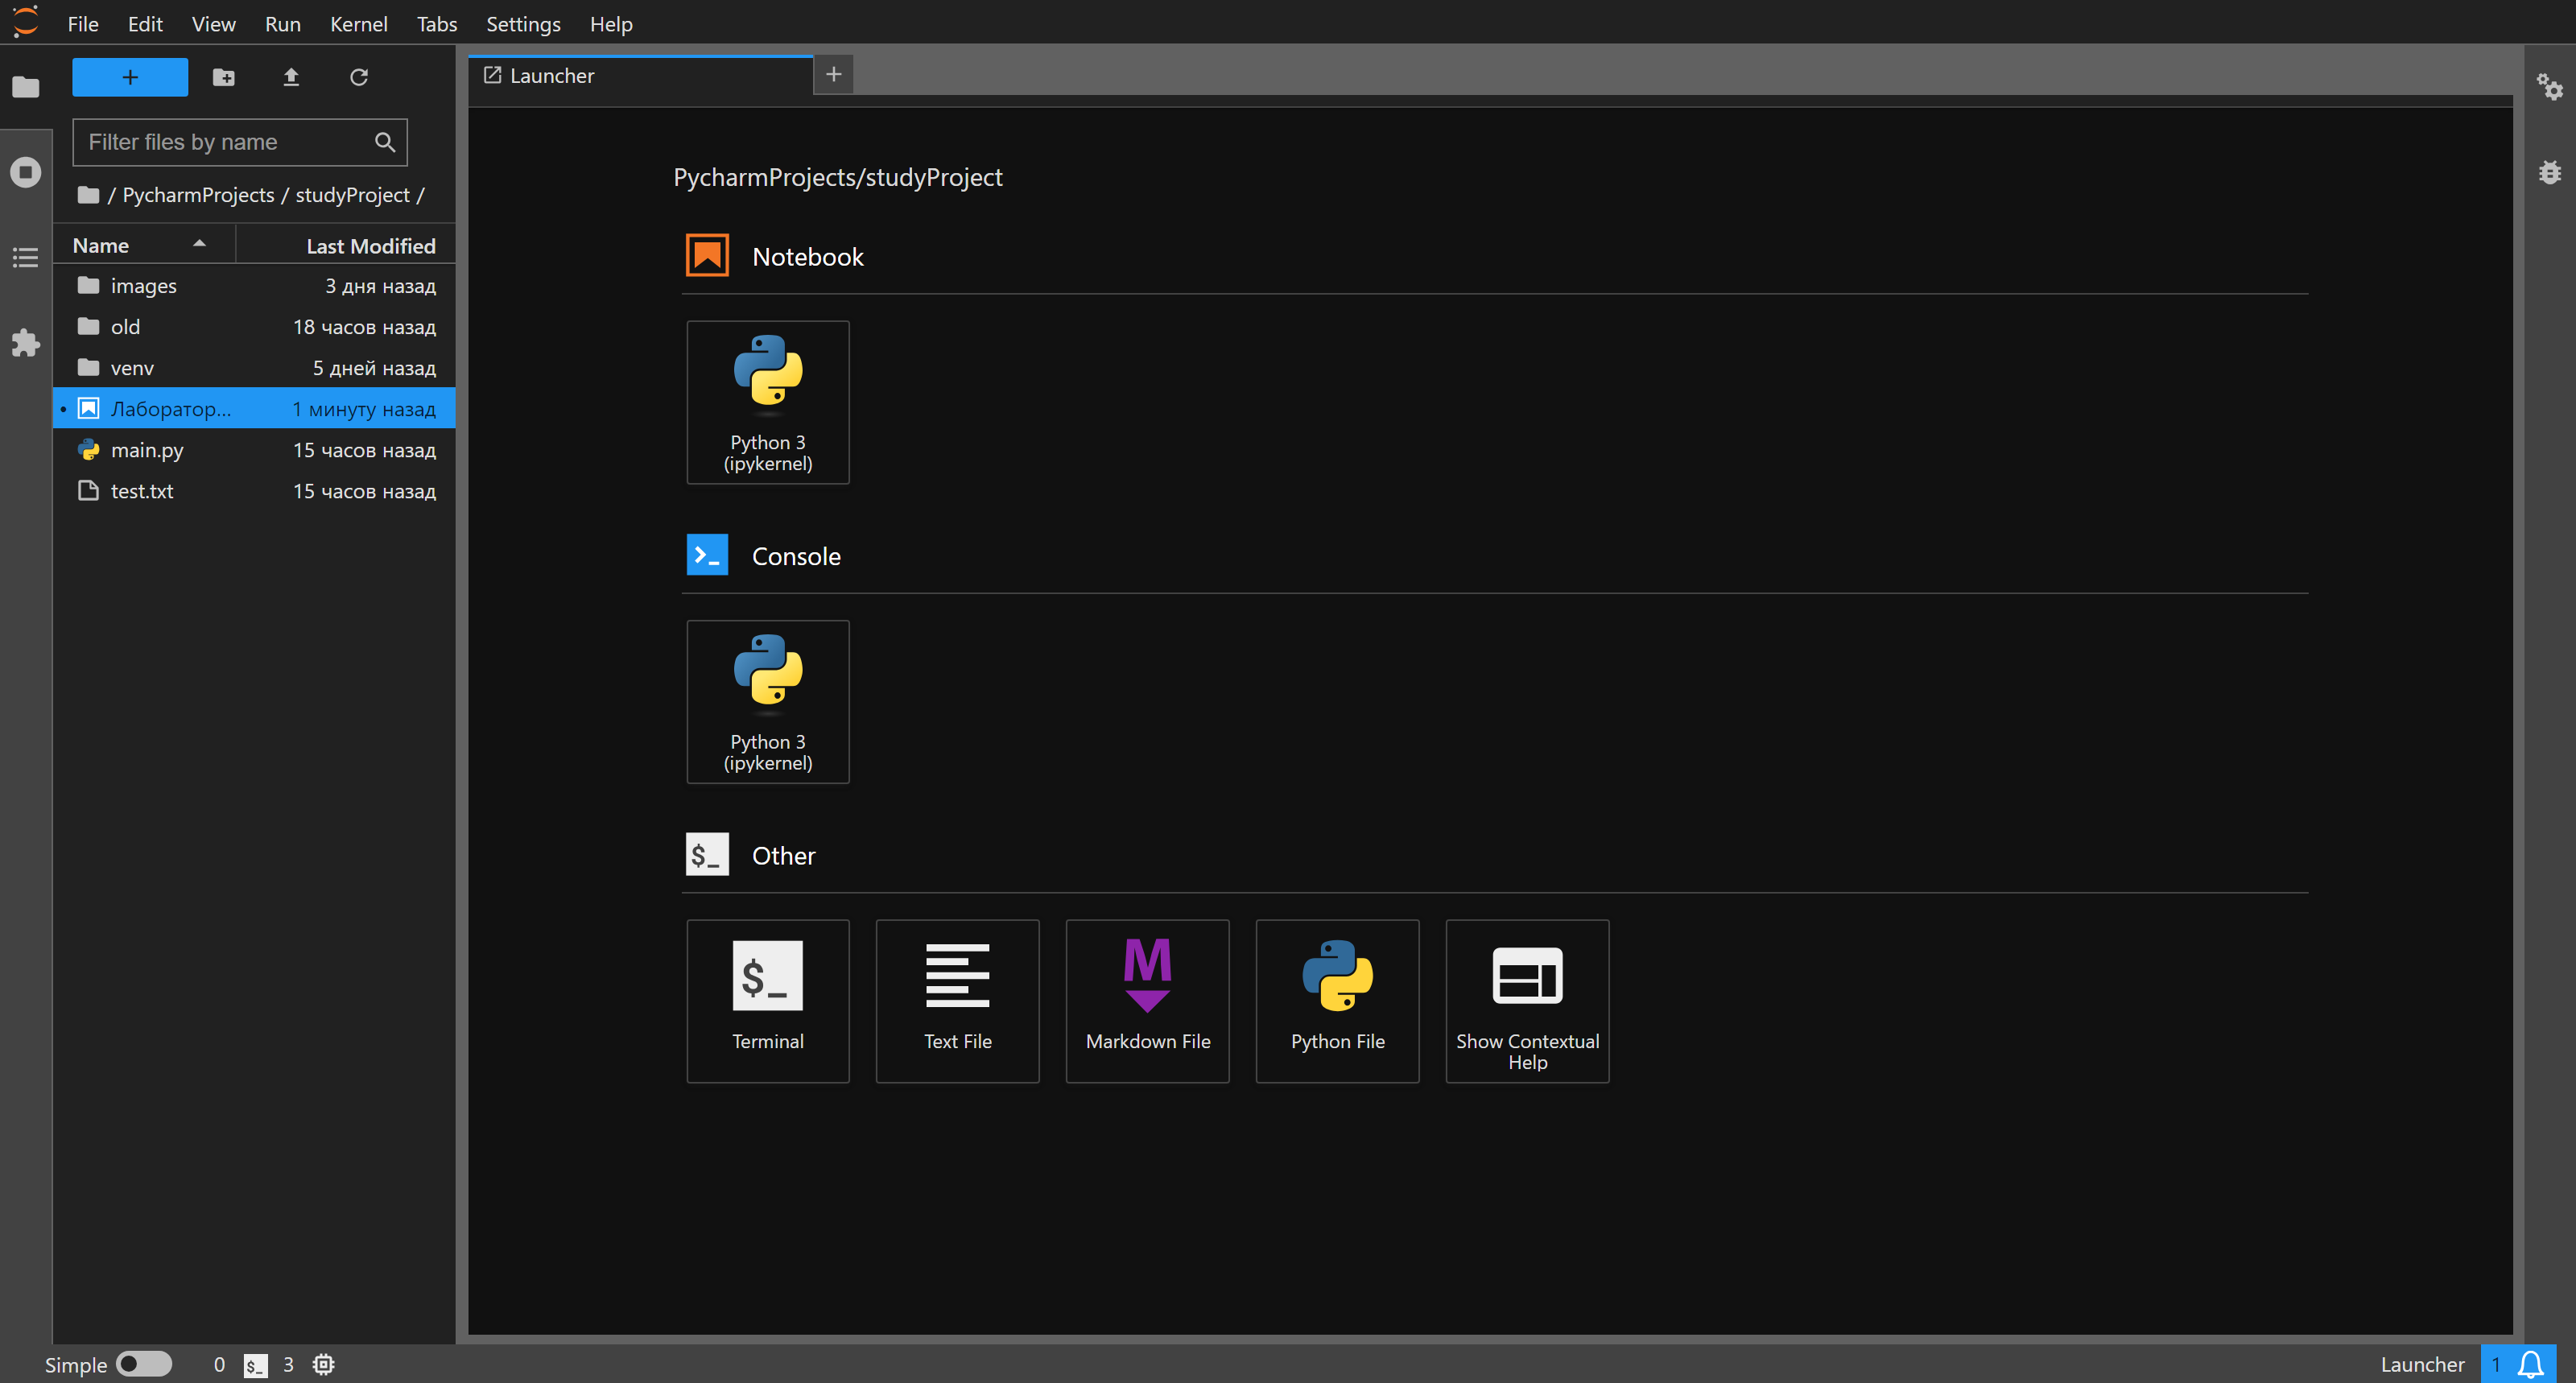 File Edit View Run Kernel Tabs Settings Help
+
Launcher
+
Filter files by name
/ PycharmProjects / studyProject /
Name Last Modified
images 3 дня назад
old 18 часов назад
venv 5 дней назад
• Лаборатор... 1 минуту назад
main.py 15 часов назад
test.txt 15 часов назад
PycharmProjects/studyProject
Notebook
Python 3
(ipykernel)
>_ Console
Python 3
(ipykernel)
$_ Other
$_
Terminal
Text File
M
Markdown File
Python File
Show Contextual
Help
Simple 0 $_ 3
Launcher 1